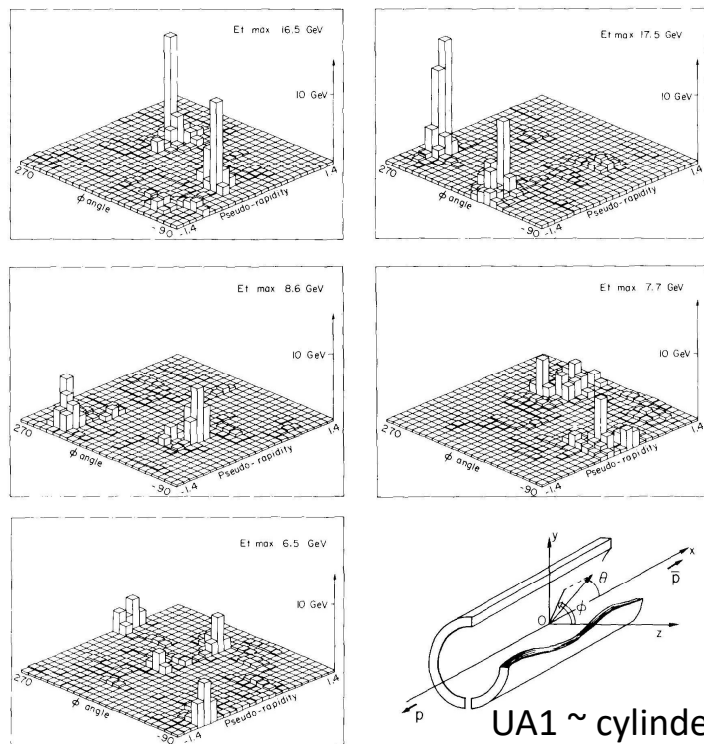 Et max 16.5 GeV
10 GeV
270
φ angle
-90
-1.4
Pseudo-rapidity
1.4
Et max 17.5 GeV
10 GeV
270
φ angle
-90
-1.4
Pseudo-rapidity
1.4
Et max 8.6 GeV
10 GeV
270
φ angle
-90
-1.4
Pseudo-rapidity
1.4
Et max 7.7 GeV
10 GeV
270
φ angle
-90
-1.4
Pseudo-rapidity
1.4
Et max 6.5 GeV
10 GeV
270
φ angle
-90
-1.4
Pseudo-rapidity
1.4
y
x
p̄
θ
φ
O
z
p
UA1 ~ cylinde